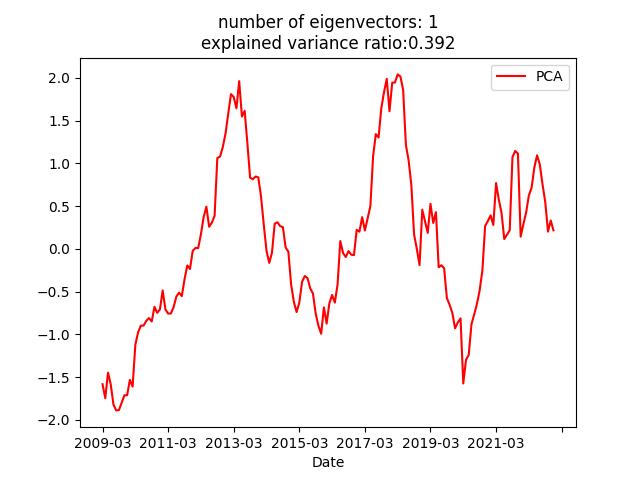 number of eigenvectors: 1
explained variance ratio:0.392
PCA
2.0
1.5
1.0
0.5
0.0
−0.5
−1.0
−1.5
−2.0
2009-03 2011-03 2013-03 2015-03 2017-03 2019-03 2021-03
Date